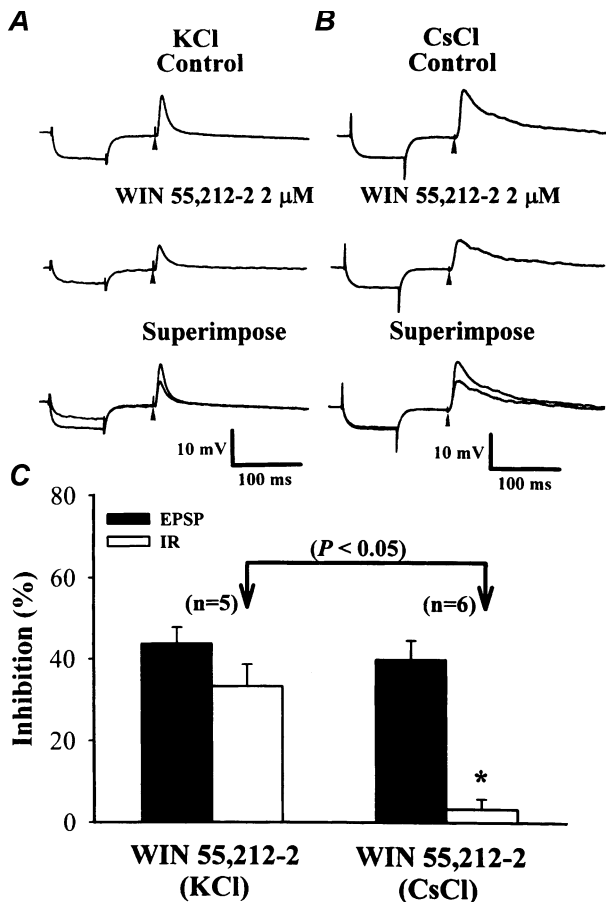 A
KCl
Control
B
CsCl
Control
WIN 55,212-2 2 μM
WIN 55,212-2 2 μM
Superimpose
Superimpose
10 mV
100 ms
10 mV
100 ms
C
80
60
40
20
0
Inhibition (%)
EPSP
IR
(P < 0.05)
(n=5)
(n=6)
*
WIN 55,212-2
(KCl)
WIN 55,212-2
(CsCl)